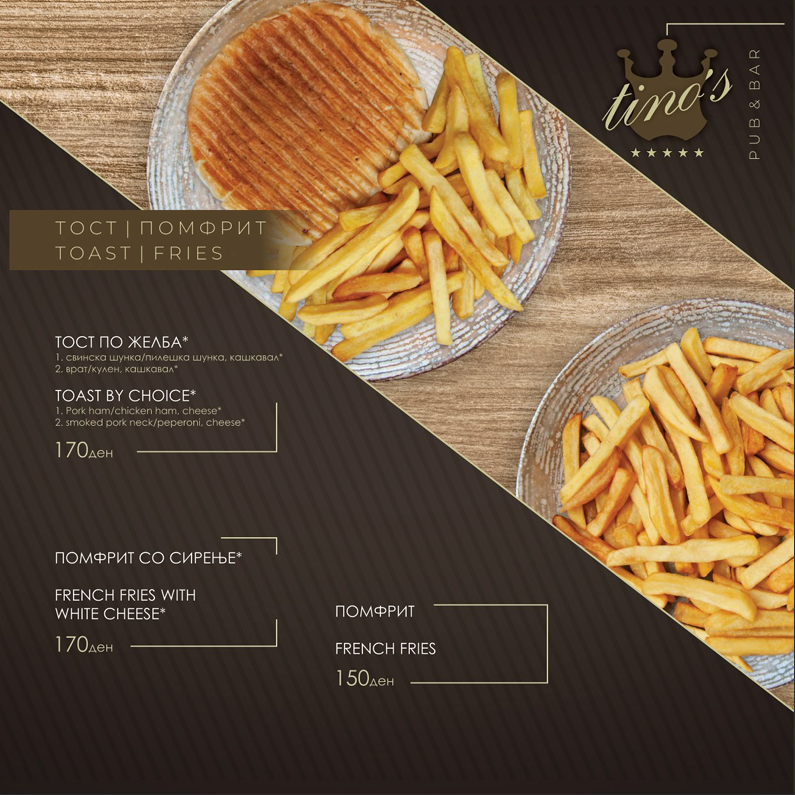 tino's
PUB & BAR
ТОСТ | ПОМФРИТ
TOAST | FRIES
ТОСТ ПО ЖЕЛБА*
1. свинска шунка/пилешка шунка, кашкавал*
2. врат/кулен, кашкавал*
TOAST BY CHOICE*
1. Pork ham/chicken ham, cheese*
2. smoked pork neck/peperoni, cheese*
170ден
ПОМФРИТ СО СИРЕЊЕ*
FRENCH FRIES WITH
WHITE CHEESE*
170ден
ПОМФРИТ
FRENCH FRIES
150ден